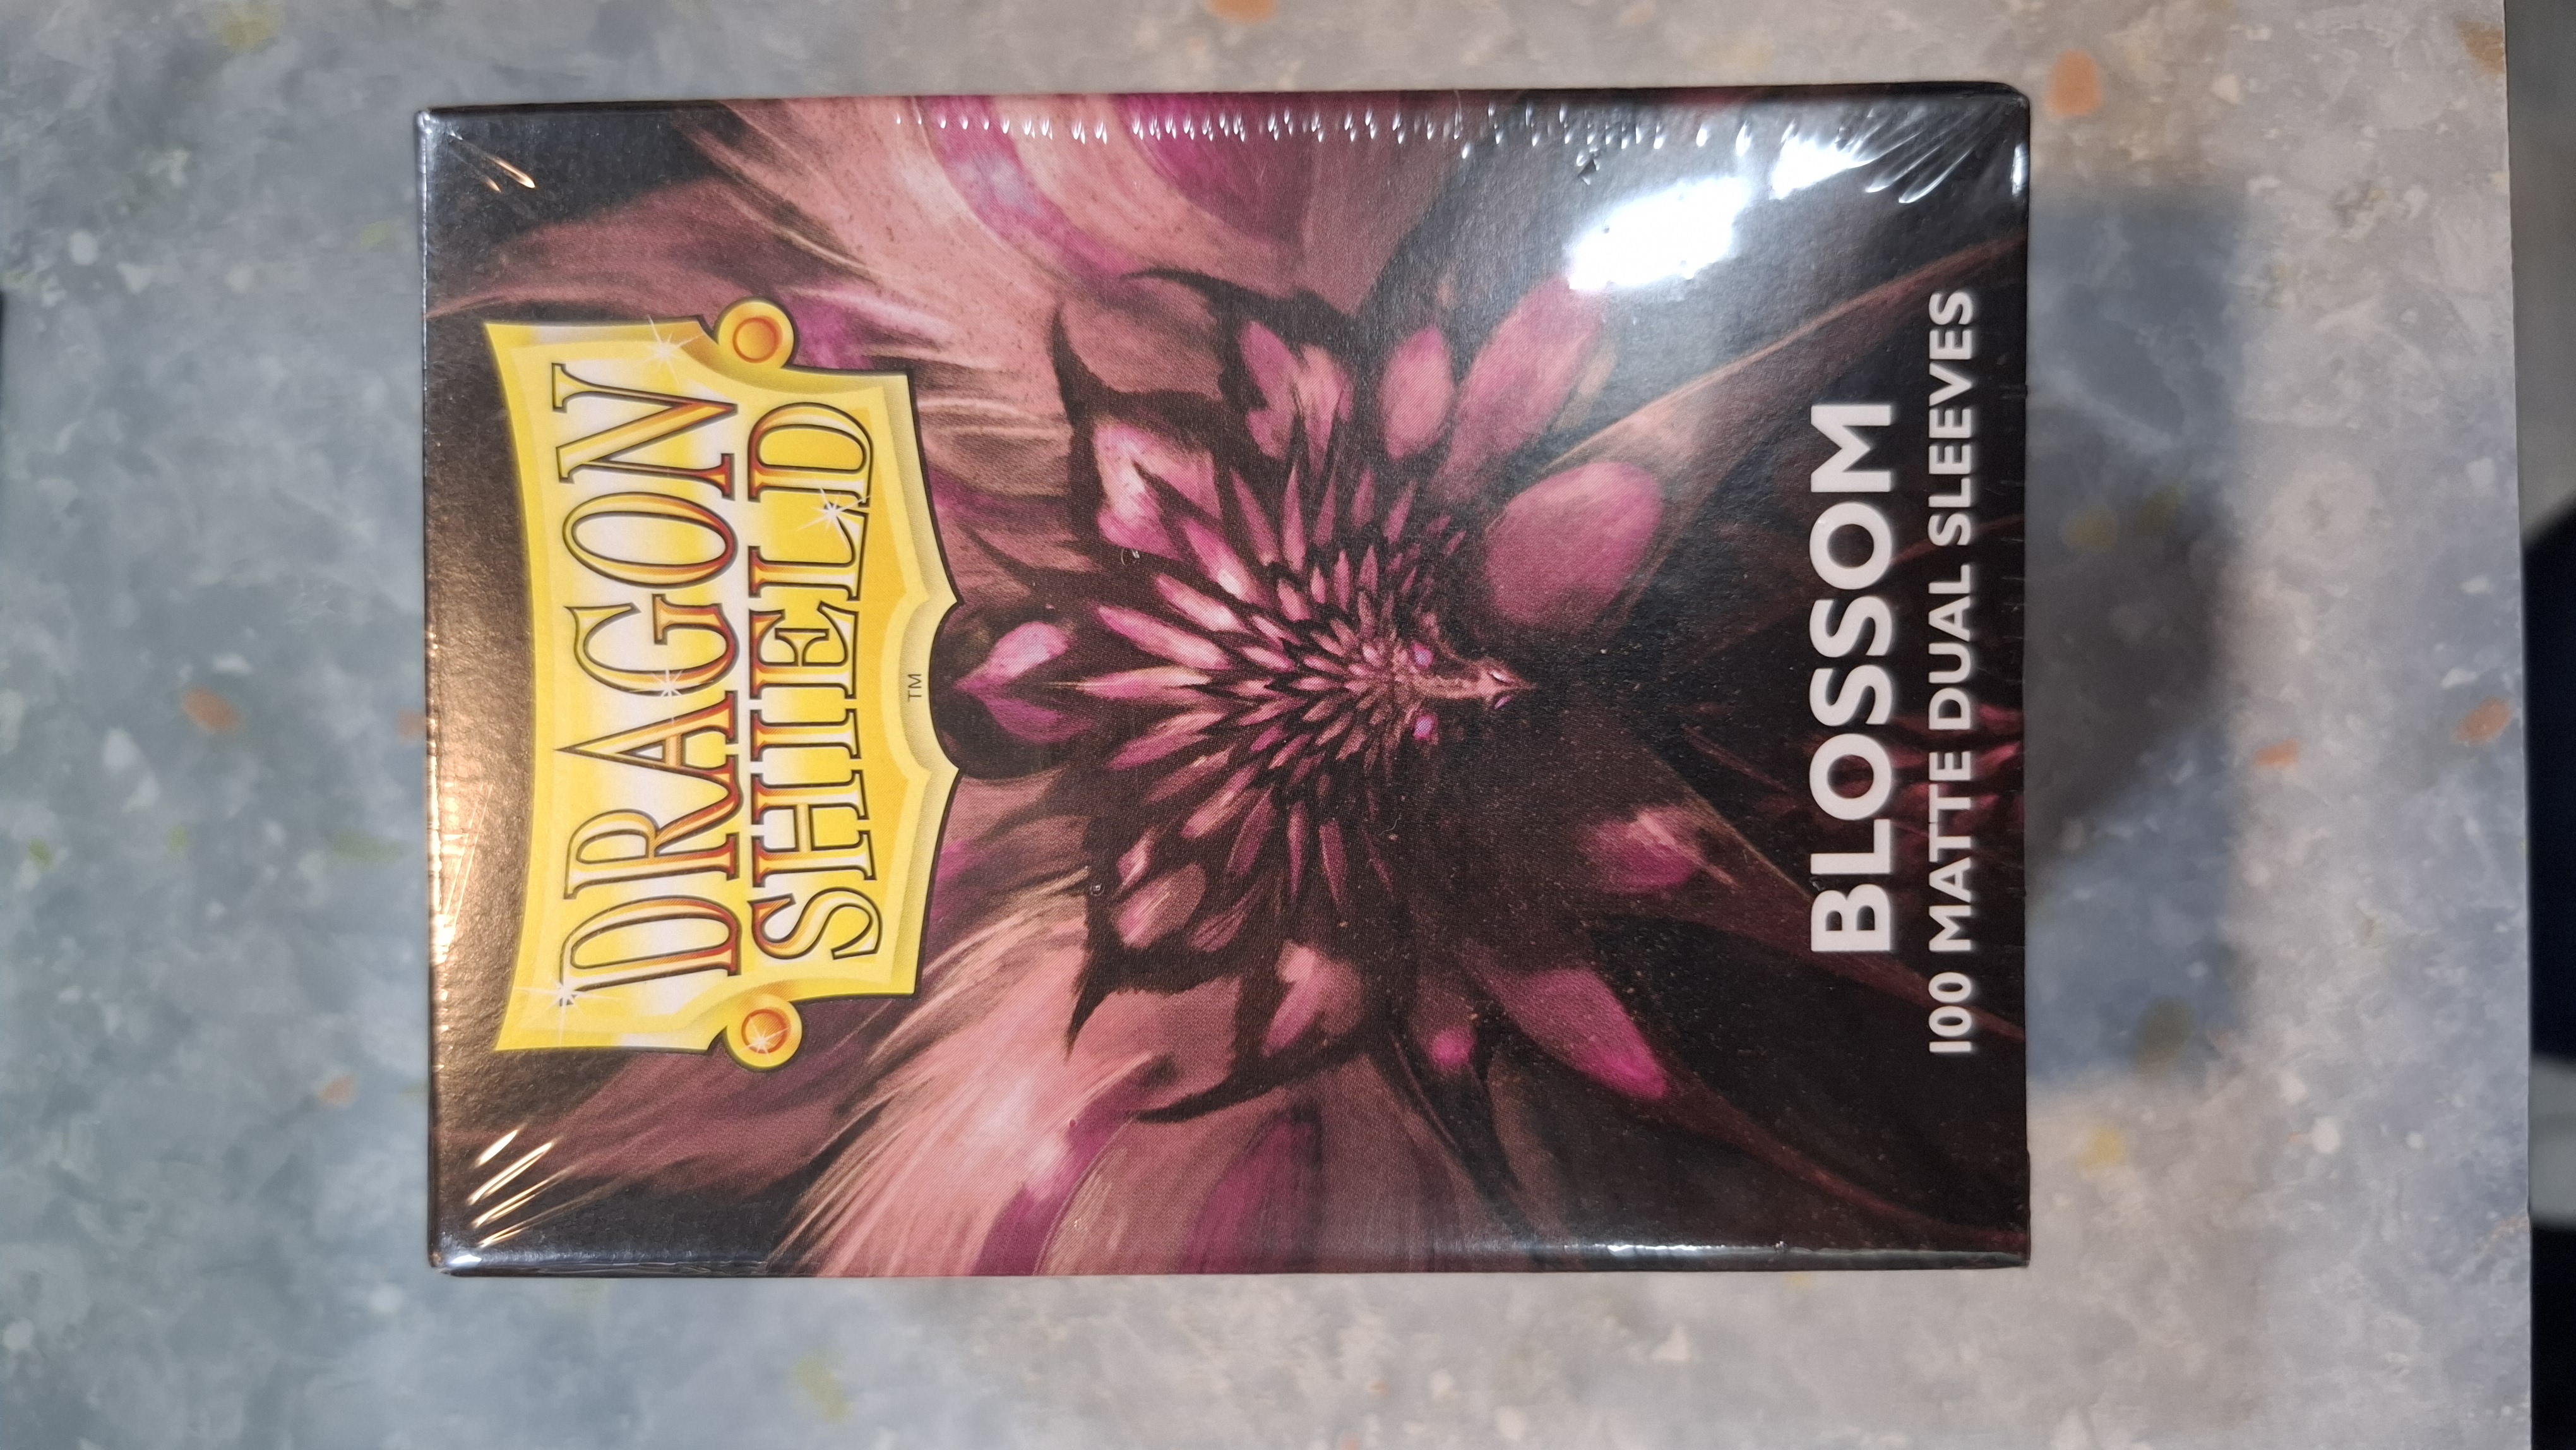 DRAGON
SHIELD
TM
BLOSSOM
100 MATTE DUAL SLEEVES